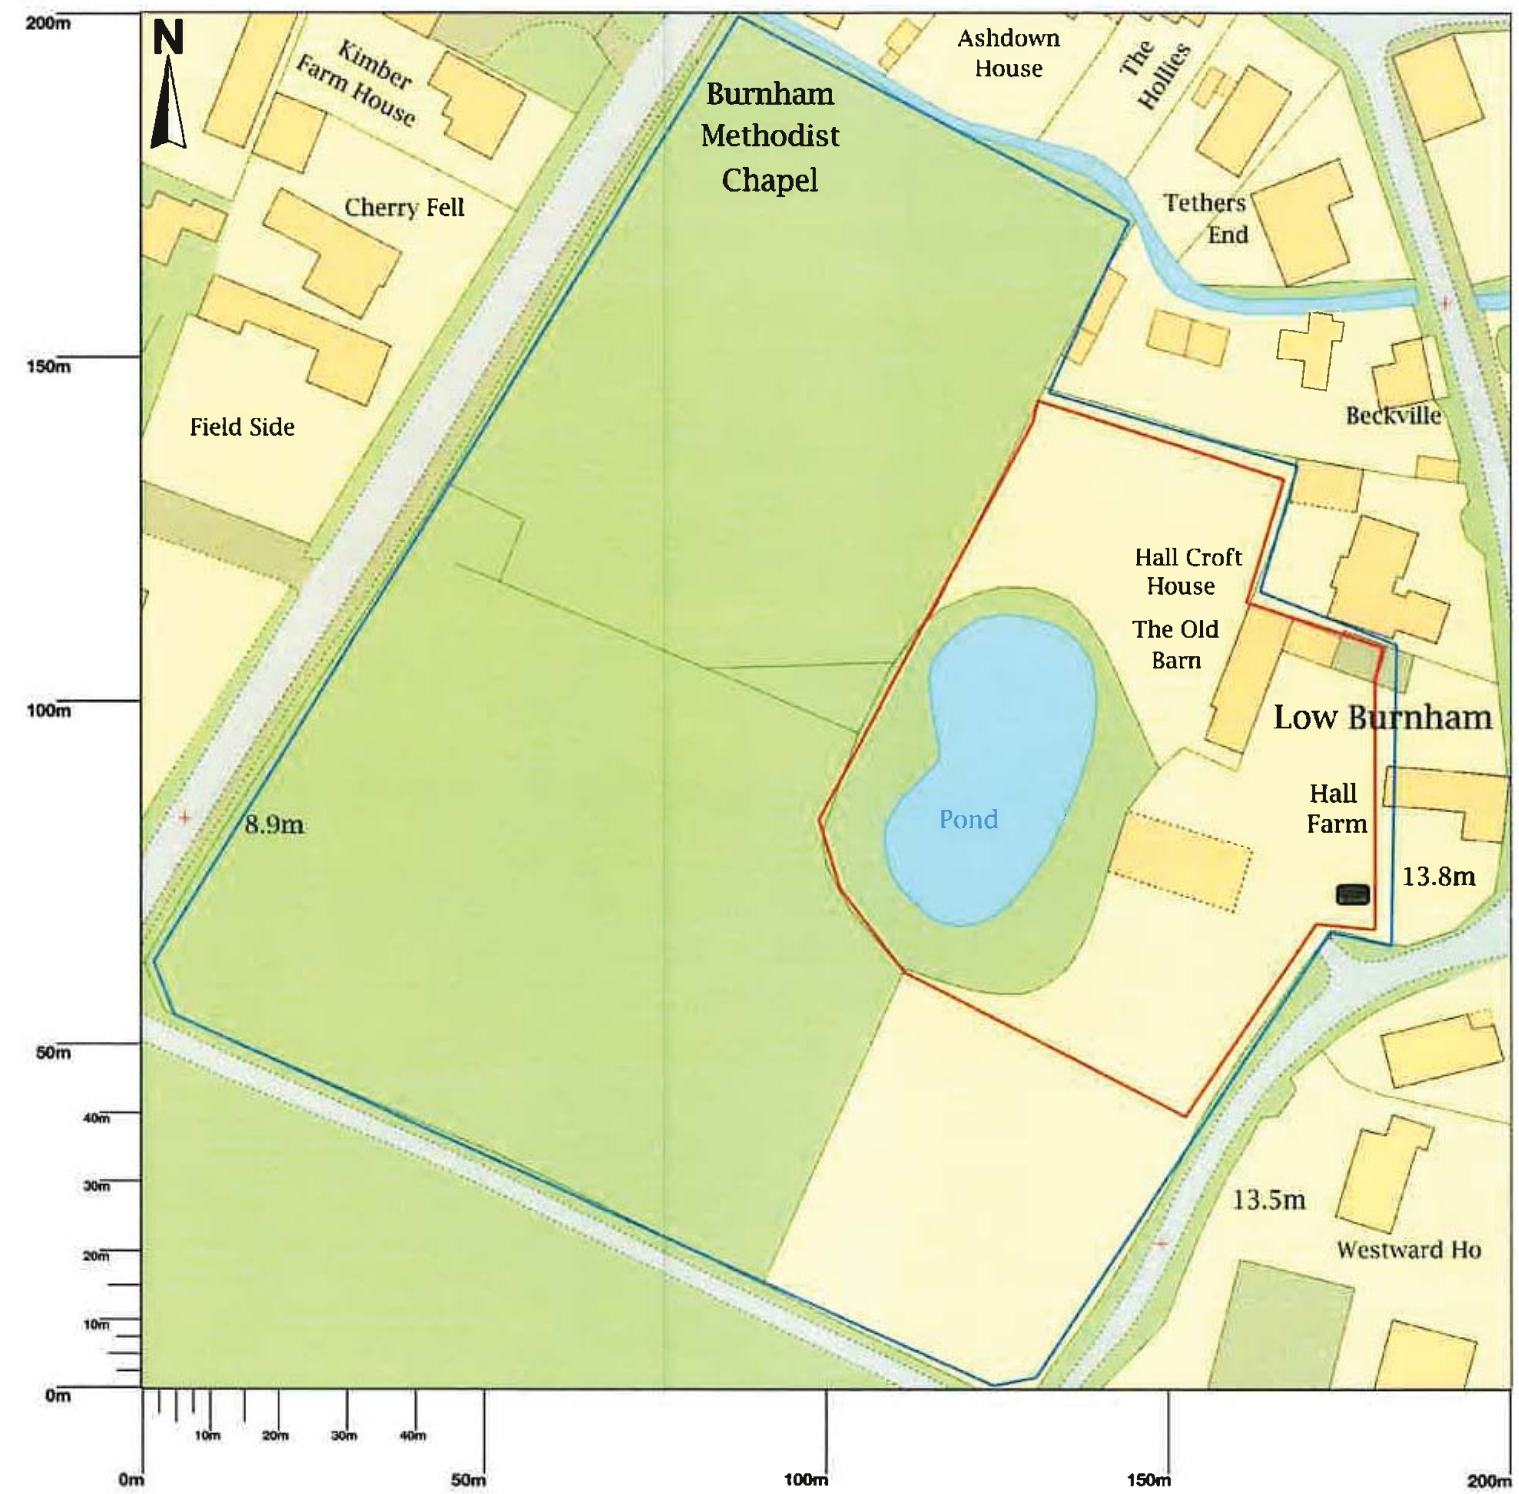 200m
N
Kimber
Farm House
Burnham
Methodist
Chapel
Ashdown
House
The
Hollies
Cherry Fell
Tethers
End
150m
Field Side
Beckville
Hall Croft
House
The Old
Barn
100m
Low Burnham
Hall
Farm
Pond
8.9m
13.8m
50m
40m
30m
13.5m
20m
Westward Ho
10m
0m
10m
20m
30m
40m
0m
50m
100m
150m
200m